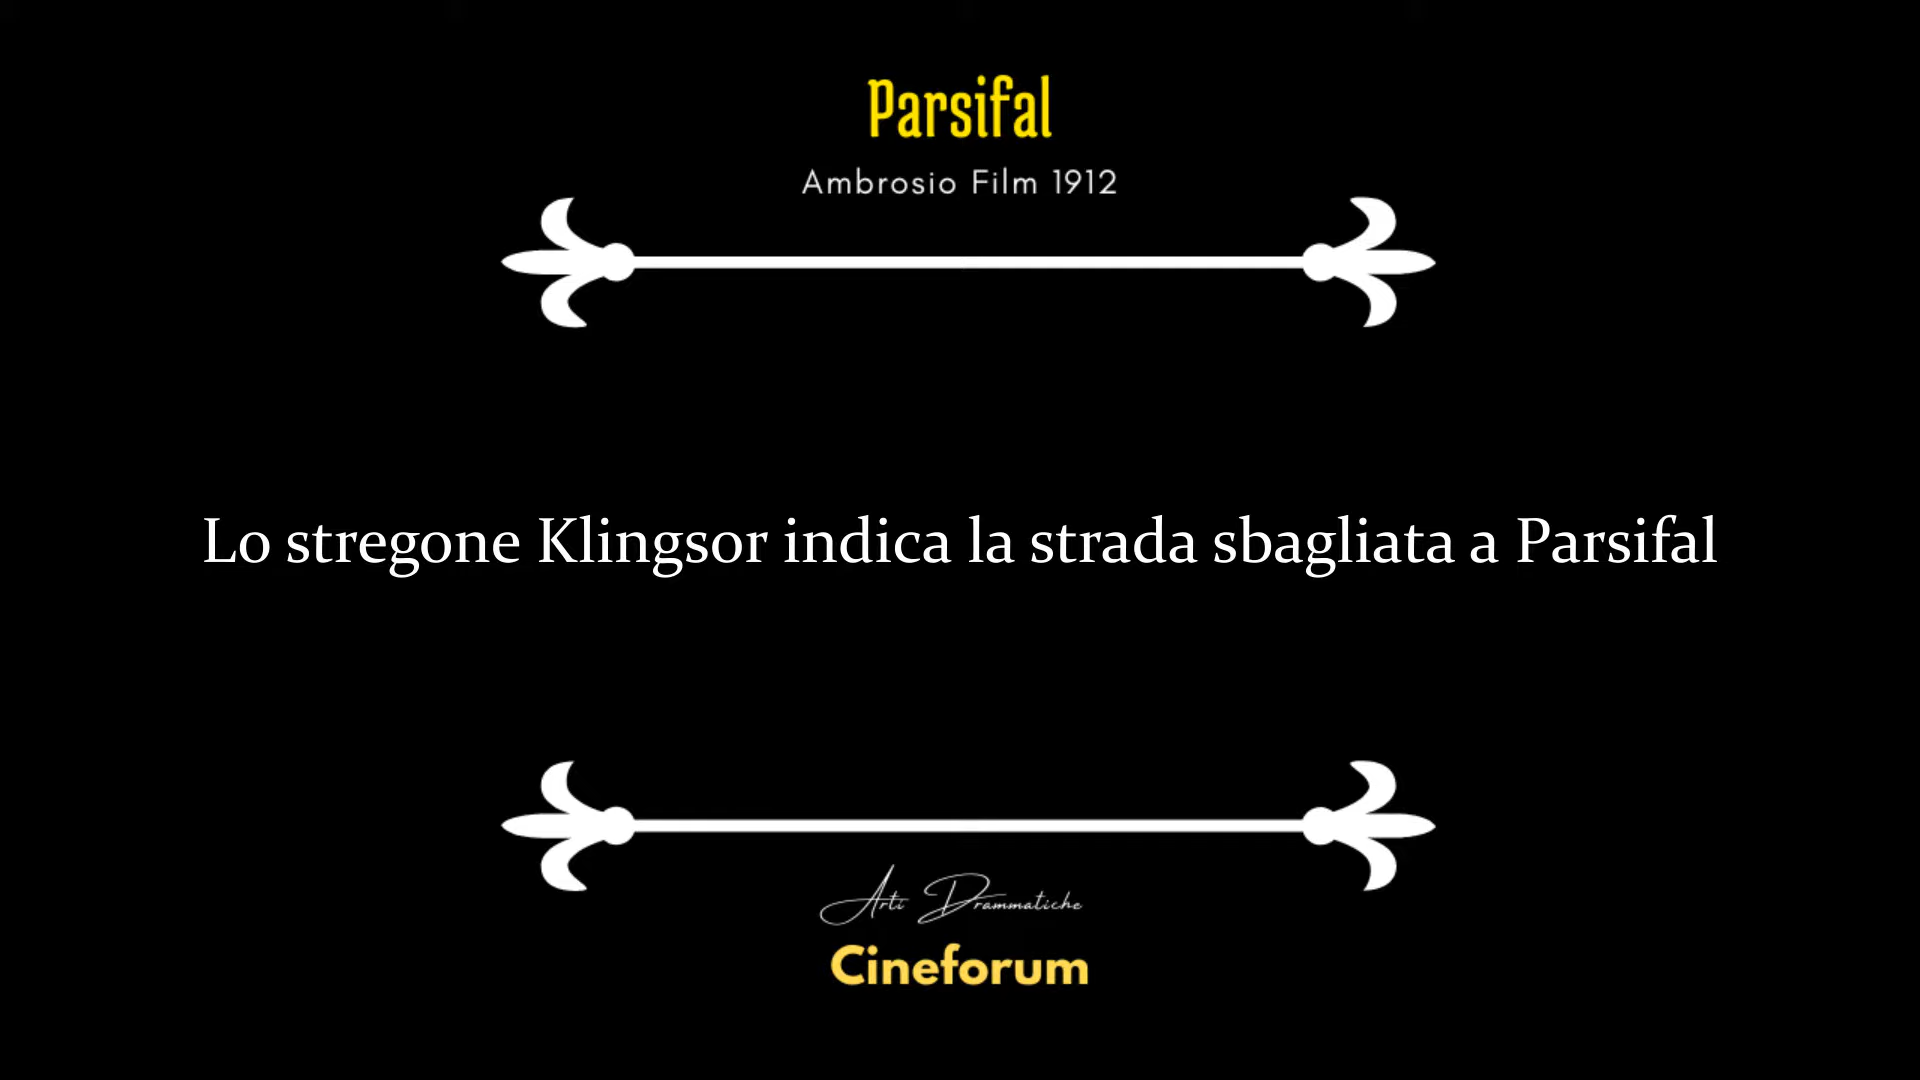 Parsifal
Ambrosio Film 1912
Lo stregone Klingsor indica la strada sbagliata a Parsifal
Arti Drammatiche
Cineforum